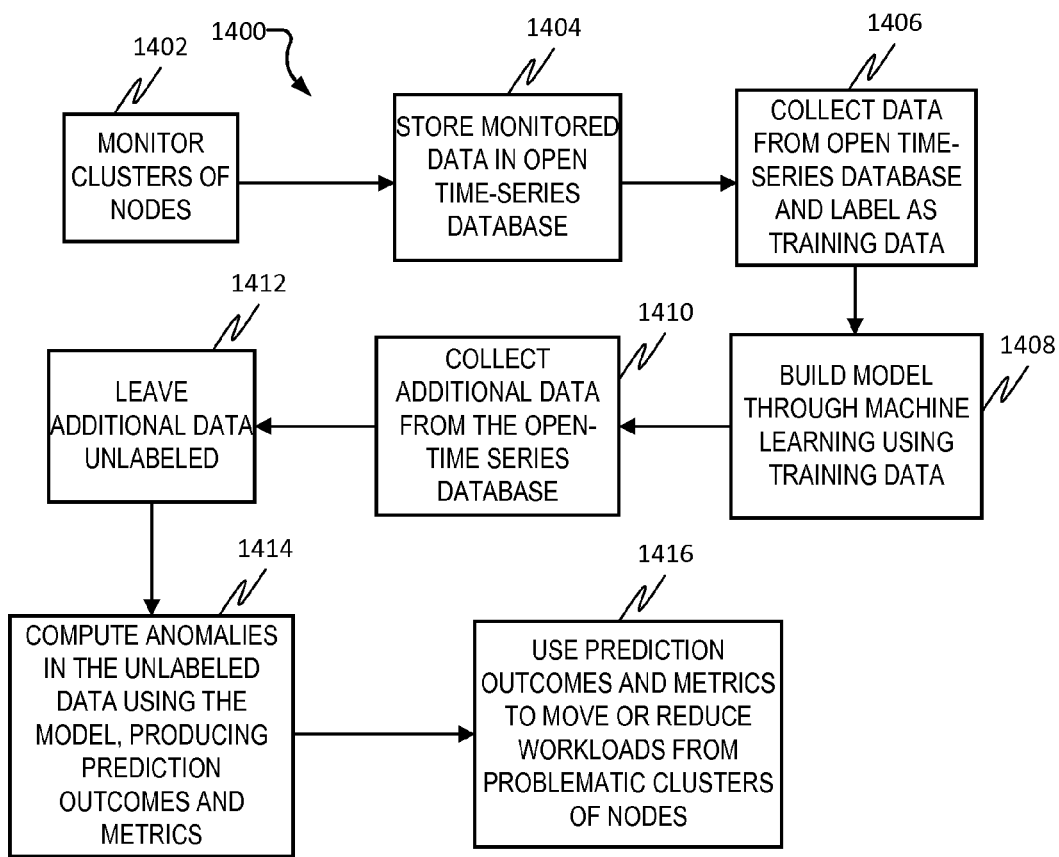 1400
1402
MONITOR
CLUSTERS OF
NODES
1404
STORE MONITORED
DATA IN OPEN
TIME-SERIES
DATABASE
1406
COLLECT DATA
FROM OPEN TIME-
SERIES DATABASE
AND LABEL AS
TRAINING DATA
1408
BUILD MODEL
THROUGH MACHINE
LEARNING USING
TRAINING DATA
1410
COLLECT
ADDITIONAL DATA
FROM THE OPEN-
TIME SERIES
DATABASE
1412
LEAVE
ADDITIONAL DATA
UNLABELED
1414
COMPUTE ANOMALIES
IN THE UNLABELED
DATA USING THE
MODEL, PRODUCING
PREDICTION
OUTCOMES AND
METRICS
1416
USE PREDICTION
OUTCOMES AND METRICS
TO MOVE OR REDUCE
WORKLOADS FROM
PROBLEMATIC CLUSTERS
OF NODES